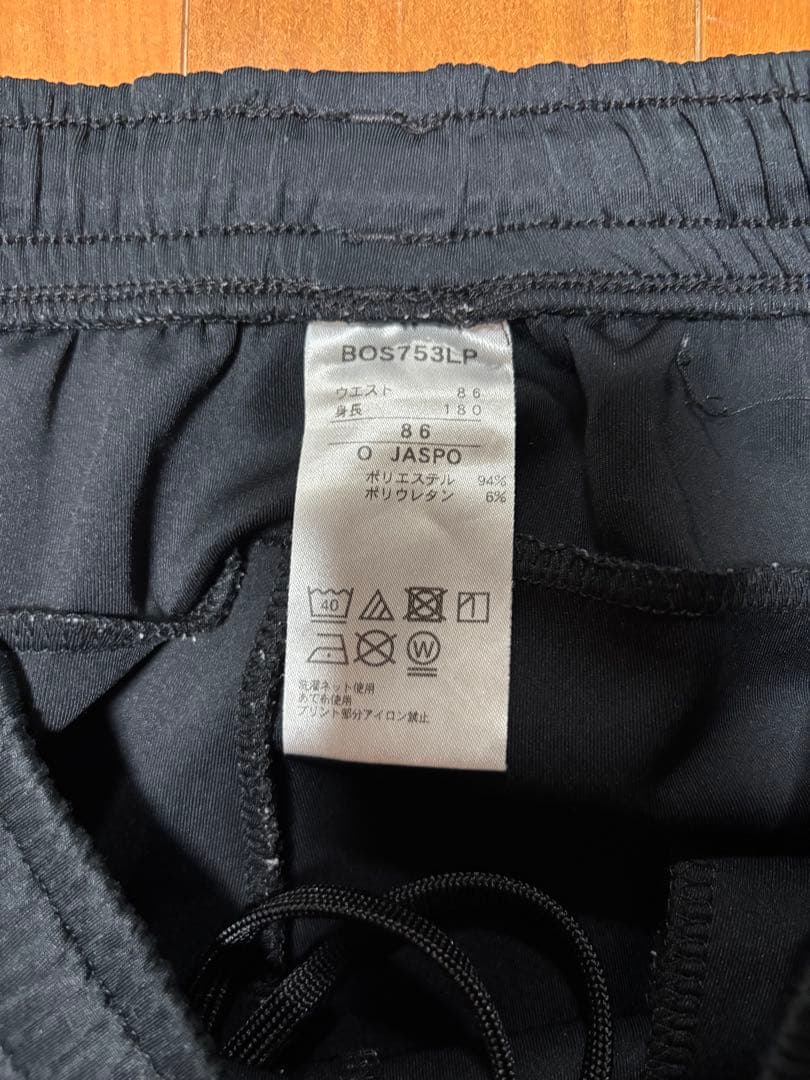 BOS753LP
ウエスト 86
身長 180
86
O JASPO
ポリエステル 94%
ポリウレタン 6%
40
W
洗濯ネット使用
あて布使用
プリント部分アイロン禁止